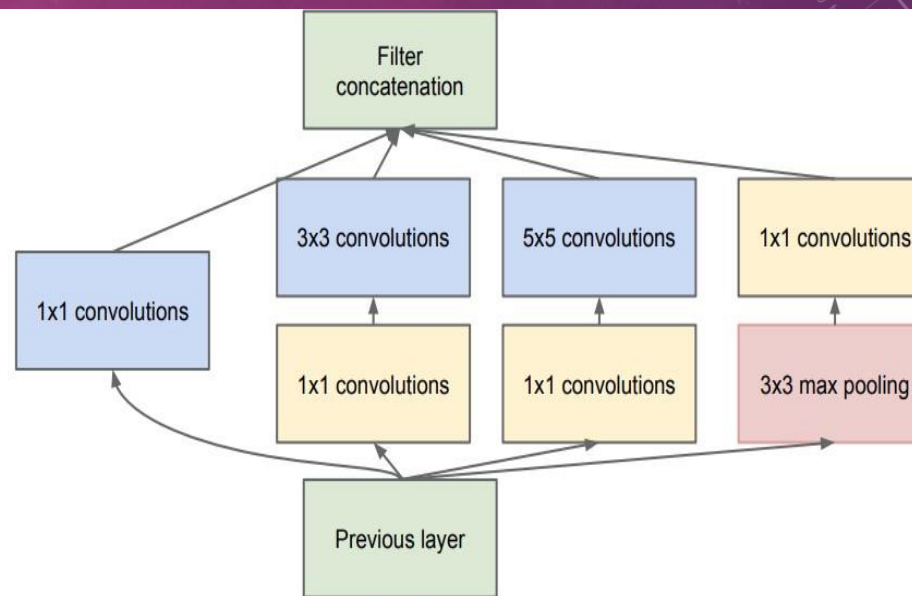 Filter
concatenation
3x3 convolutions
5x5 convolutions
1x1 convolutions
1x1 convolutions
1x1 convolutions
1x1 convolutions
3x3 max pooling
Previous layer